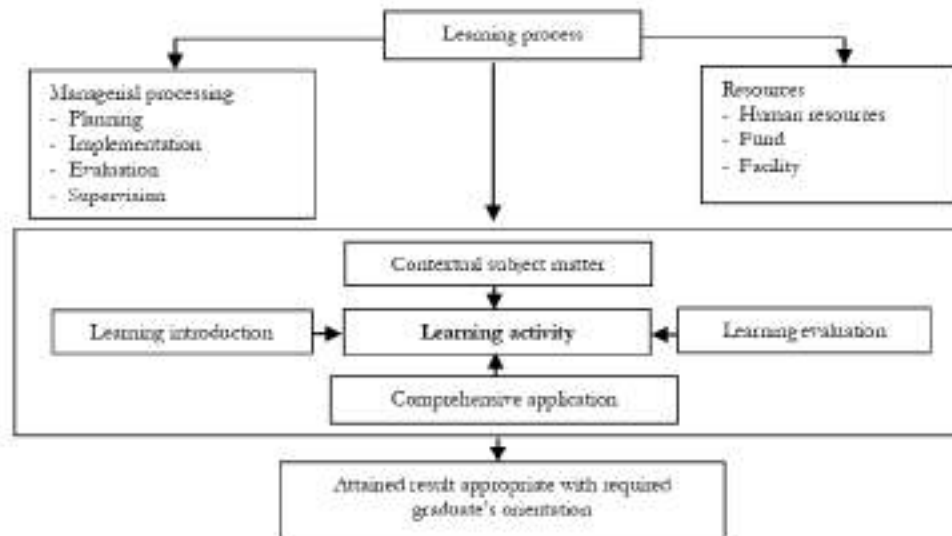 Learning process
Managerial processing
- Planning
- Implementation
- Evaluation
- Supervision
Resources
- Human resources
- Fund
- Facility
Contextual subject matter
Learning introduction
Learning activity
Learning evaluation
Comprehensive application
Attained result appropriate with required
graduate's orientation